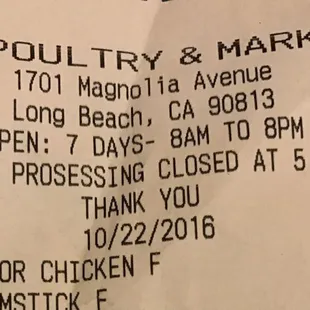 POULTRY & MARK
1701 Magnolia Avenue
Long Beach, CA 90813
PEN: 7 DAYS- 8AM TO 8PM
PROSESSING CLOSED AT 5
THANK YOU
10/22/2016
OR CHICKEN F
MSTICK F